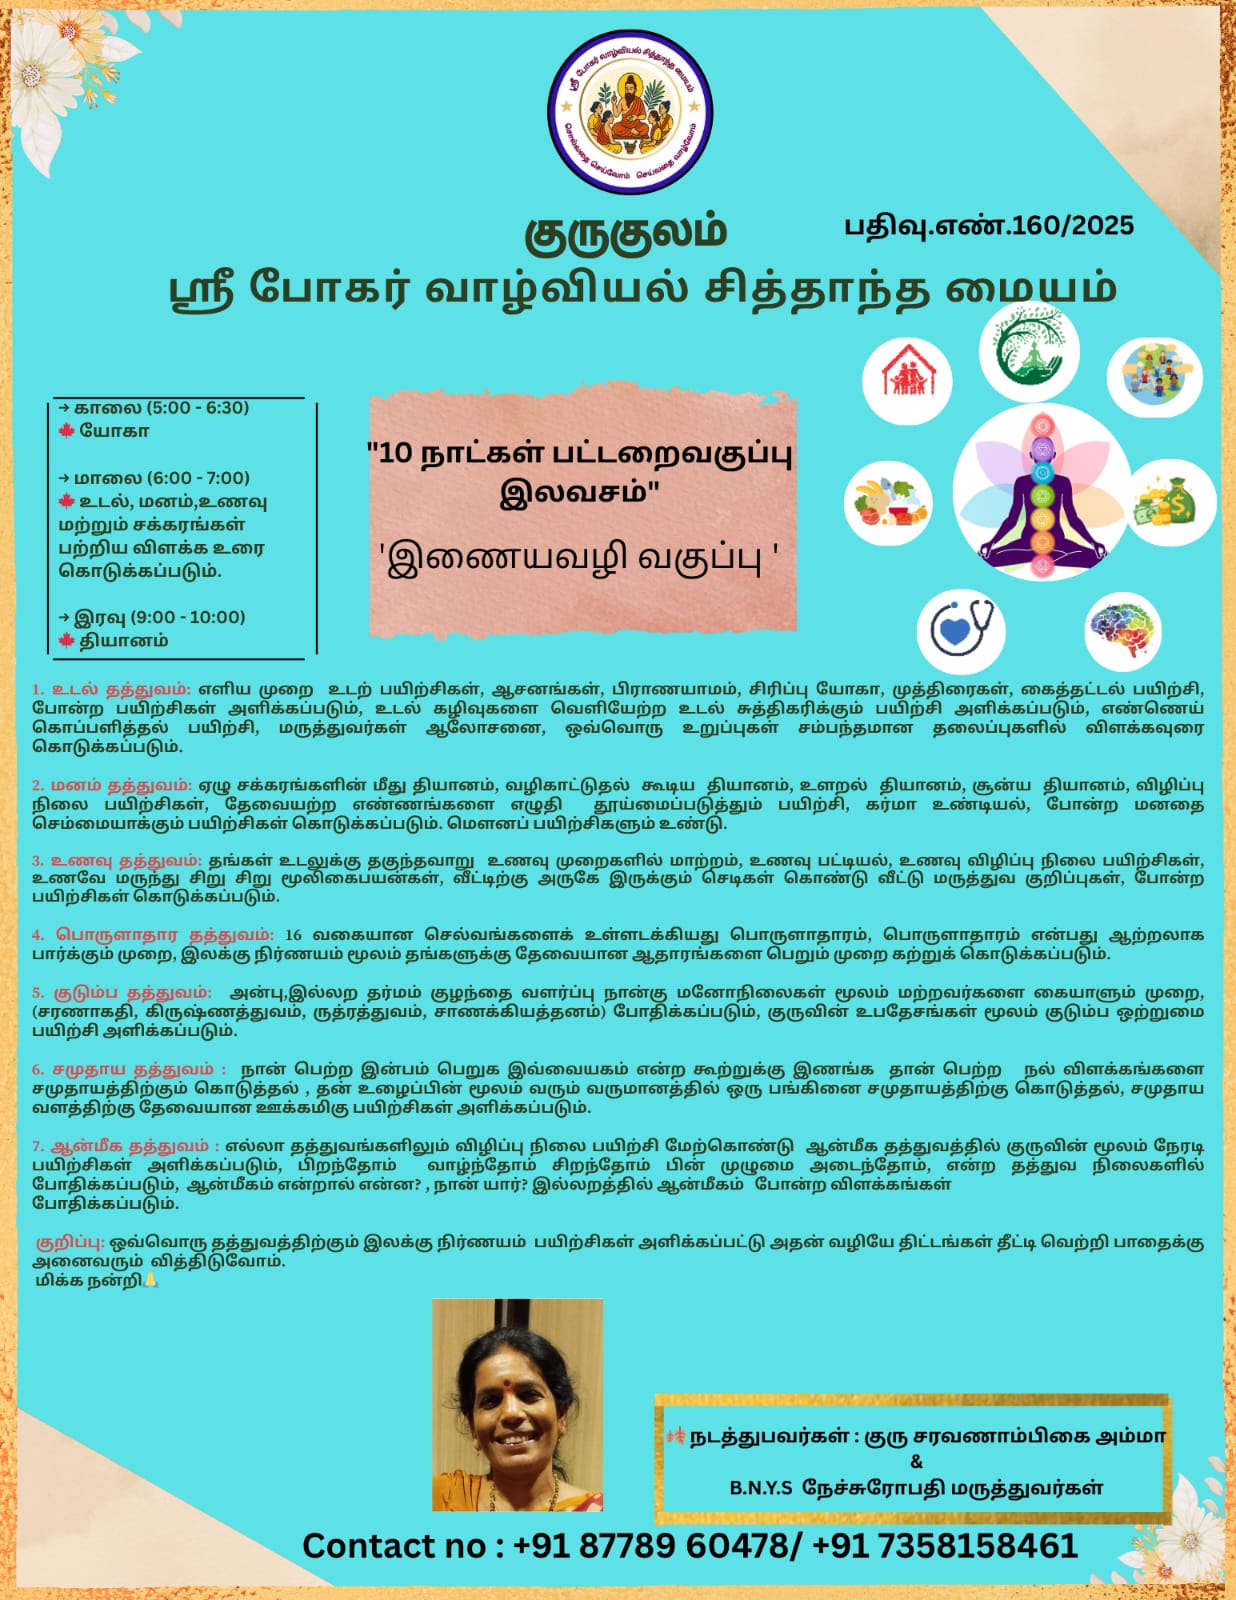 ஸ்ரீ போகர் வாழ்வியல் சித்தாந்த மையம்
சொல்வதை செய்வோம் செய்வதை வாழ்வோம்
குருகுலம்
பதிவு.எண்.160/2025
ஸ்ரீ போகர் வாழ்வியல் சித்தாந்த மையம்
→ காலை (5:00 - 6:30)
🍁 யோகா
→ மாலை (6:00 - 7:00)
🍁 உடல், மனம்,உணவு
மற்றும் சக்கரங்கள்
பற்றிய விளக்க உரை
கொடுக்கப்படும்.
→ இரவு (9:00 - 10:00)
🍁 தியானம்
"10 நாட்கள் பட்டறைவகுப்பு
இலவசம்"
'இணையவழி வகுப்பு '
1. உடல் தத்துவம்: எளிய முறை உடற் பயிற்சிகள், ஆசனங்கள், பிராணயாமம், சிரிப்பு யோகா, முத்திரைகள், கைத்தட்டல் பயிற்சி,
போன்ற பயிற்சிகள் அளிக்கப்படும், உடல் கழிவுகளை வெளியேற்ற உடல் சுத்திகரிக்கும் பயிற்சி அளிக்கப்படும், எண்ணெய்
கொப்பளித்தல் பயிற்சி, மருத்துவர்கள் ஆலோசனை, ஒவ்வொரு உறுப்புகள் சம்பந்தமான தலைப்புகளில் விளக்கவுரை
கொடுக்கப்படும்.
2. மனம் தத்துவம்: ஏழு சக்கரங்களின் மீது தியானம், வழிகாட்டுதல் கூடிய தியானம், உளறல் தியானம், சூன்ய தியானம், விழிப்பு
நிலை பயிற்சிகள், தேவையற்ற எண்ணங்களை எழுதி தூய்மைப்படுத்தும் பயிற்சி, கர்மா உண்டியல், போன்ற மனதை
செம்மையாக்கும் பயிற்சிகள் கொடுக்கப்படும். மௌனப் பயிற்சிகளும் உண்டு.
3. உணவு தத்துவம்: தங்கள் உடலுக்கு தகுந்தவாறு உணவு முறைகளில் மாற்றம், உணவு பட்டியல், உணவு விழிப்பு நிலை பயிற்சிகள்,
உணவே மருந்து சிறு சிறு மூலிகைபயன்கள், வீட்டிற்கு அருகே இருக்கும் செடிகள் கொண்டு வீட்டு மருத்துவ குறிப்புகள், போன்ற
பயிற்சிகள் கொடுக்கப்படும்.
4. பொருளாதார தத்துவம்: 16 வகையான செல்வங்களைக் உள்ளடக்கியது பொருளாதாரம், பொருளாதாரம் என்பது ஆற்றலாக
பார்க்கும் முறை, இலக்கு நிர்ணயம் மூலம் தங்களுக்கு தேவையான ஆதாரங்களை பெறும் முறை கற்றுக் கொடுக்கப்படும்.
5. குடும்ப தத்துவம்: அன்பு,இல்லற தர்மம் குழந்தை வளர்ப்பு நான்கு மனோநிலைகள் மூலம் மற்றவர்களை கையாளும் முறை,
(சரணாகதி, கிருஷ்ணத்துவம், ருத்ரத்துவம், சாணக்கியத்தனம்) போதிக்கப்படும், குருவின் உபதேசங்கள் மூலம் குடும்ப ஒற்றுமை
பயிற்சி அளிக்கப்படும்.
6. சமுதாய தத்துவம் : நான் பெற்ற இன்பம் பெறுக இவ்வையகம் என்ற கூற்றுக்கு இணங்க தான் பெற்ற நல் விளக்கங்களை
சமுதாயத்திற்கும் கொடுத்தல் , தன் உழைப்பின் மூலம் வரும் வருமானத்தில் ஒரு பங்கினை சமுதாயத்திற்கு கொடுத்தல், சமுதாய
வளத்திற்கு தேவையான ஊக்கமிகு பயிற்சிகள் அளிக்கப்படும்.
7. ஆன்மீக தத்துவம் : எல்லா தத்துவங்களிலும் விழிப்பு நிலை பயிற்சி மேற்கொண்டு ஆன்மீக தத்துவத்தில் குருவின் மூலம் நேரடி
பயிற்சிகள் அளிக்கப்படும், பிறந்தோம் வாழ்ந்தோம் சிறந்தோம் பின் முழுமை அடைந்தோம், என்ற தத்துவ நிலைகளில்
போதிக்கப்படும், ஆன்மீகம் என்றால் என்ன? , நான் யார்? இல்லறத்தில் ஆன்மீகம் போன்ற விளக்கங்கள்
போதிக்கப்படும்.
குறிப்பு: ஒவ்வொரு தத்துவத்திற்கும் இலக்கு நிர்ணயம் பயிற்சிகள் அளிக்கப்பட்டு அதன் வழியே திட்டங்கள் தீட்டி வெற்றி பாதைக்கு
அனைவரும் வித்திடுவோம்.
மிக்க நன்றி🙏
நடத்துபவர்கள் : குரு சரவணாம்பிகை அம்மா
&
B.N.Y.S நேச்சுரோபதி மருத்துவர்கள்
Contact no : +91 87789 60478/ +91 7358158461